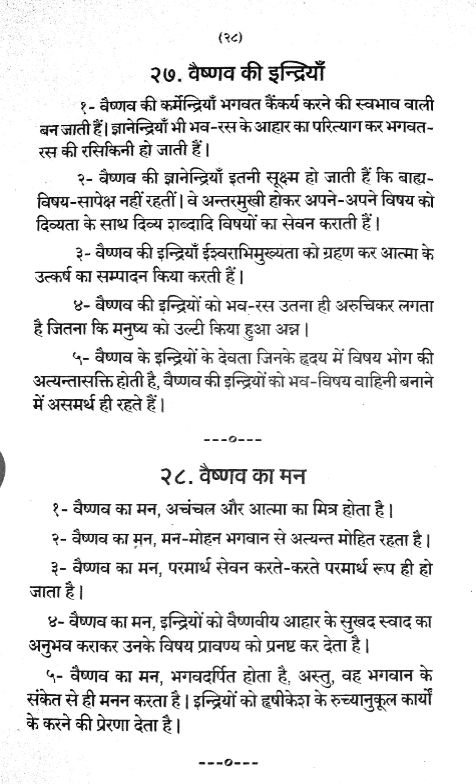 (२८)
२७. वैष्णव की इन्द्रियाँ
१- वैष्णव की कर्मेन्द्रियाँ भगवत कैंकर्य करने की स्वभाव वाली
बन जाती हैं। ज्ञानेन्द्रियाँ भी भव-रस के आहार का परित्याग कर भगवत-
रस की रसिकिनी हो जाती हैं।
२- वैष्णव की ज्ञानेन्द्रियाँ इतनी सूक्ष्म हो जाती हैं कि वाह्य-
विषय-सापेक्ष नहीं रहतीं। वे अन्तरमुखी होकर अपने-अपने विषय को
दिव्यता के साथ दिव्य शब्दादि विषयों का सेवन कराती हैं।
३- वैष्णव की इन्द्रियाँ ईश्वराभिमुख्यता को ग्रहण कर आत्मा के
उत्कर्ष का सम्पादन किया करती हैं।
४- वैष्णव की इन्द्रियों को भव-रस उतना ही अरुचिकर लगता
है जितना कि मनुष्य को उल्टी किया हुआ अन्न।
५- वैष्णव के इन्द्रियों के देवता जिनके हृदय में विषय भोग की
अत्यन्तासक्ति होती है, वैष्णव की इन्द्रियों को भव-विषय वाहिनी बनाने
में असमर्थ ही रहते हैं।
---०---
२८. वैष्णव का मन
१- वैष्णव का मन, अचंचल और आत्मा का मित्र होता है।
२- वैष्णव का मन, मन-मोहन भगवान से अत्यन्त मोहित रहता है।
३- वैष्णव का मन, परमार्थ सेवन करते-करते परमार्थ रूप ही हो
जाता है।
४- वैष्णव का मन, इन्द्रियों को वैष्णवीय आहार के सुखद स्वाद का
अनुभव कराकर उनके विषय प्रावण्य को प्रनष्ट कर देता है।
५- वैष्णव का मन, भगवदर्पित होता है, अस्तु, वह भगवान के
संकेत से ही मनन करता है। इन्द्रियों को हृषीकेश के रुच्यानुकूल कार्यों
के करने की प्रेरणा देता है।
---०---